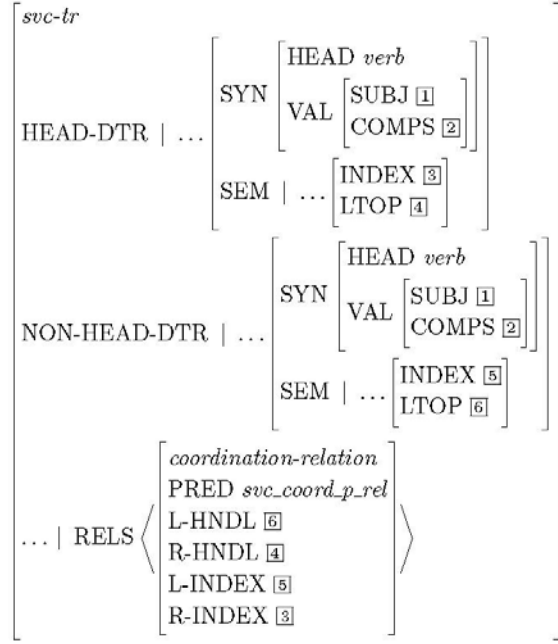 svc-tr
HEAD-DTR | ...
SYN
HEAD verb
VAL
SUBJ 1
COMPS 2
SEM | ...
INDEX 3
LTOP 4
NON-HEAD-DTR | ...
SYN
HEAD verb
VAL
SUBJ 1
COMPS 2
SEM | ...
INDEX 5
LTOP 6
... | RELS
coordination-relation
PRED svc_coord_p_rel
L-HNDL 6
R-HNDL 4
L-INDEX 5
R-INDEX 3